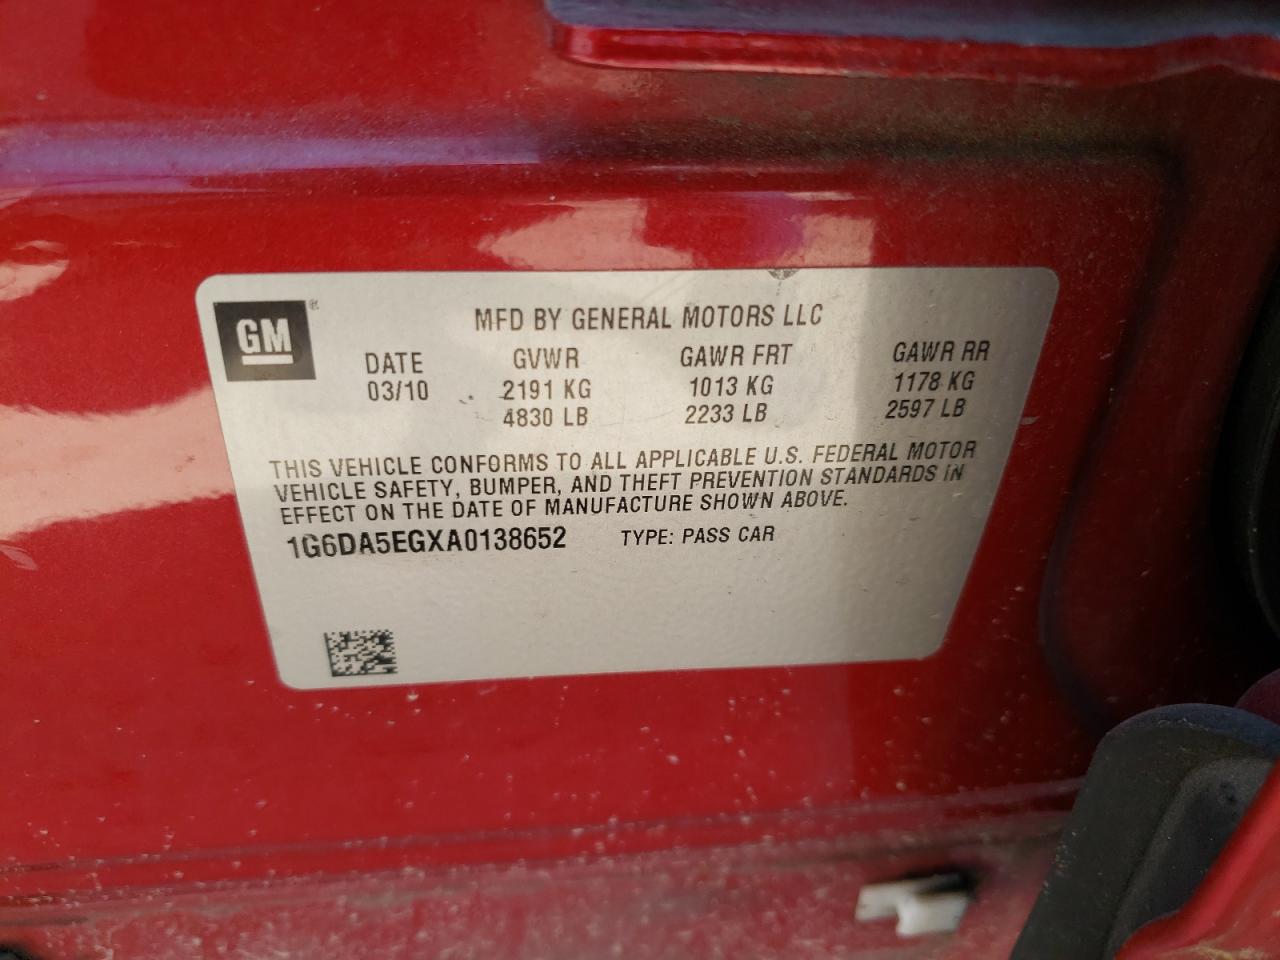 GM®
MFD BY GENERAL MOTORS LLC
DATE GVWR GAWR FRT GAWR RR
03/10 2191 KG 1013 KG 1178 KG
4830 LB 2233 LB 2597 LB
THIS VEHICLE CONFORMS TO ALL APPLICABLE U.S. FEDERAL MOTOR
VEHICLE SAFETY, BUMPER, AND THEFT PREVENTION STANDARDS IN
EFFECT ON THE DATE OF MANUFACTURE SHOWN ABOVE.
1G6DA5EGXA0138652 TYPE: PASS CAR